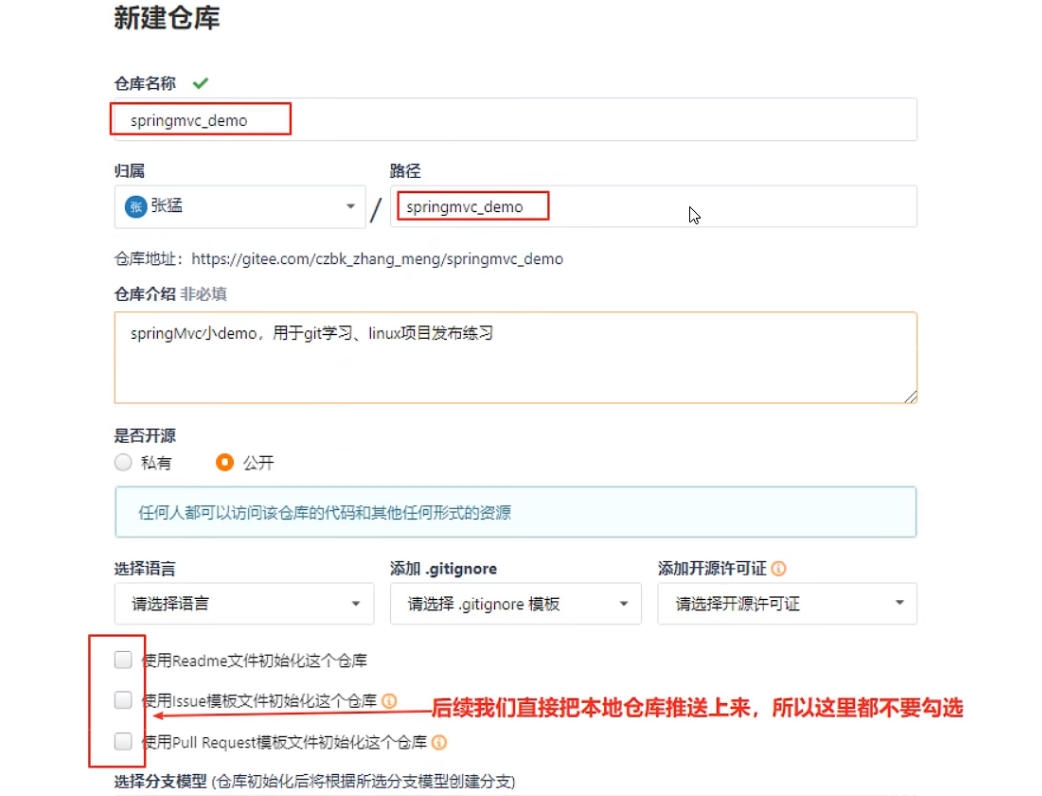 新建仓库
仓库名称
springmvc_demo
归属 路径
张 张猛 / springmvc_demo
仓库地址：https://gitee.com/czbk_zhang_meng/springmvc_demo
仓库介绍 非必填
springMvc小demo，用于git学习、linux项目发布练习
是否开源
私有 公开
任何人都可以访问该仓库的代码和其他任何形式的资源
选择语言 添加 .gitignore 添加开源许可证
请选择语言 请选择 .gitignore 模板 请选择开源许可证
使用Readme文件初始化这个仓库
使用Issue模板文件初始化这个仓库 后续我们直接把本地仓库推送上来，所以这里都不要勾选
使用Pull Request模板文件初始化这个仓库
选择分支模型 (仓库初始化后将根据所选分支模型创建分支)